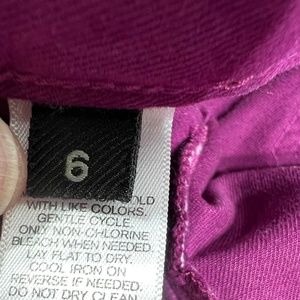 6
OLD
WITH LIKE COLORS.
GENTLE CYCLE
ONLY NON-CHLORINE
BLEACH WHEN NEEDED.
LAY FLAT TO DRY.
COOL IRON ON
REVERSE IF NEEDED.
DO NOT DRY CLEAN